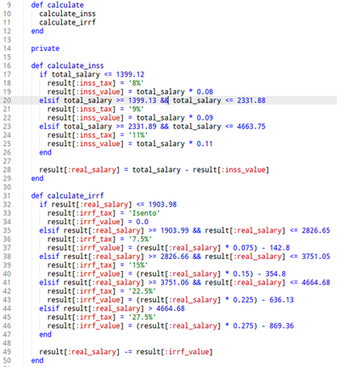 9 def calculate
10 calculate_inss
11 calculate_irrf
12 end
13
14 private
15
16 def calculate_inss
17 if total_salary <= 1399.12
18 result[:inss_tax] = '8%'
19 result[:inss_value] = total_salary * 0.08
20 elsif total_salary >= 1399.13 && total_salary <= 2331.88
21 result[:inss_tax] = '9%'
22 result[:inss_value] = total_salary * 0.09
23 elsif total_salary >= 2331.89 && total_salary <= 4663.75
24 result[:inss_tax] = '11%'
25 result[:inss_value] = total_salary * 0.11
26 end
27
28 result[:real_salary] = total_salary - result[:inss_value]
29 end
30
31 def calculate_irrf
32 if result[:real_salary] <= 1903.98
33 result[:irrf_tax] = 'Isento'
34 result[:irrf_value] = 0.0
35 elsif result[:real_salary] >= 1903.99 && result[:real_salary] <= 2826.65
36 result[:irrf_tax] = '7.5%'
37 result[:irrf_value] = (result[:real_salary] * 0.075) - 142.8
38 elsif result[:real_salary] >= 2826.66 && result[:real_salary] <= 3751.05
39 result[:irrf_tax] = '15%'
40 result[:irrf_value] = (result[:real_salary] * 0.15) - 354.8
41 elsif result[:real_salary] >= 3751.06 && result[:real_salary] <= 4664.68
42 result[:irrf_tax] = '22.5%'
43 result[:irrf_value] = (result[:real_salary] * 0.225) - 636.13
44 elsif result[:real_salary] > 4664.68
45 result[:irrf_tax] = '27.5%'
46 result[:irrf_value] = (result[:real_salary] * 0.275) - 869.36
47 end
48
49 result[:real_salary] -= result[:irrf_value]
50 end